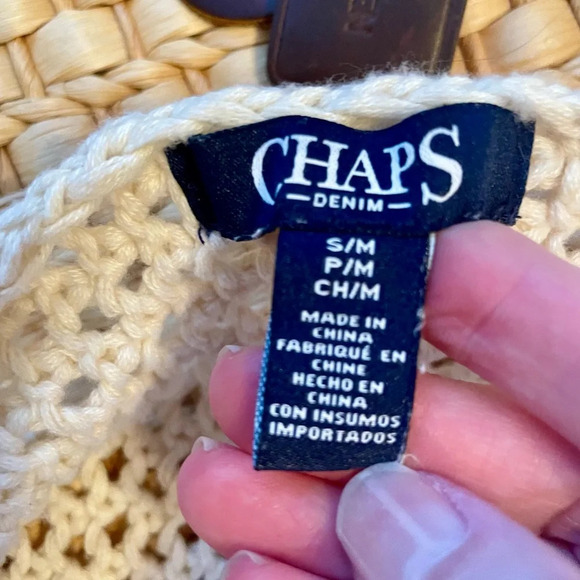 CHAPS
DENIM
S/M
P/M
CH/M
MADE IN
CHINA
FABRIQUÉ EN
CHINE
HECHO EN
CHINA
CON INSUMOS
IMPORTADOS